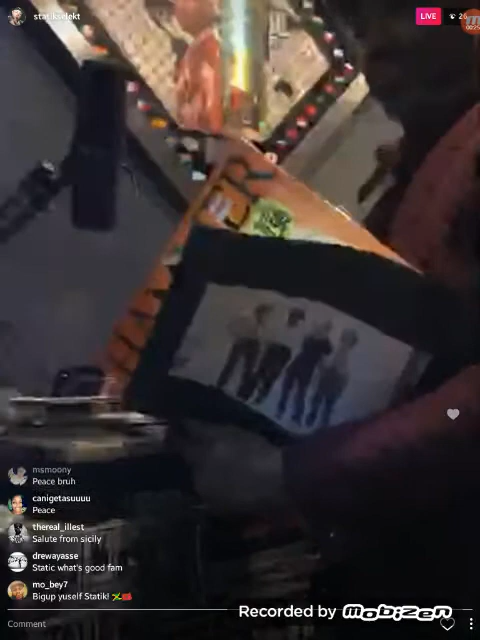 LIVE
msmoony
Peace bruh
canigetasuuuu
Peace
thereal_illest
Salute from sicily
drewayasse
Static what's good fam
mo_bey7
Bigup yuself Statik!
Comment
Recorded by mobizen